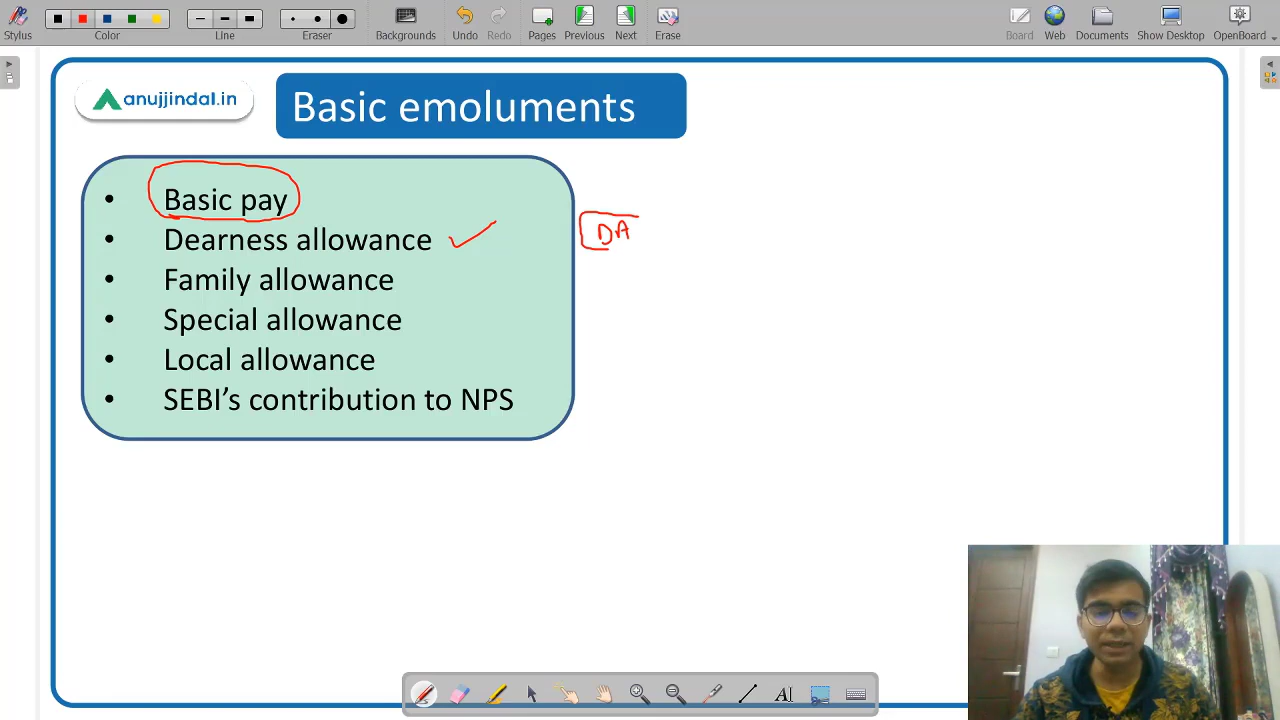 Stylus
Color
Line
Eraser
Backgrounds
Undo
Redo
Pages
Previous
Next
Erase
Board
Web
Documents
Show Desktop
OpenBoard
anujjindal.in
Basic emoluments
• Basic pay
• Dearness allowance
DA
• Family allowance
• Special allowance
• Local allowance
• SEBI’s contribution to NPS